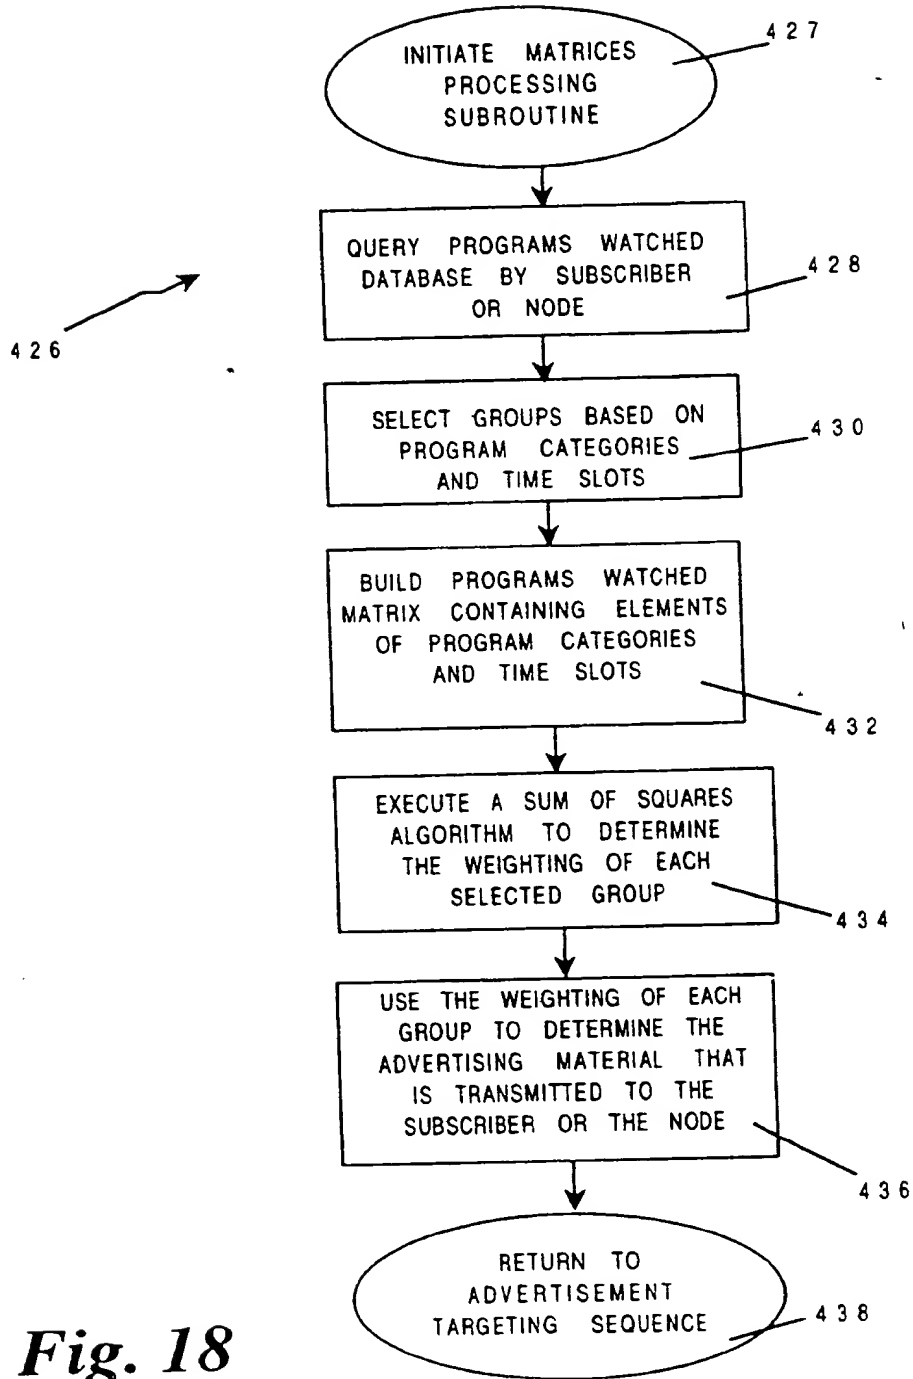 427
INITIATE MATRICES
PROCESSING
SUBROUTINE
QUERY PROGRAMS WATCHED
DATABASE BY SUBSCRIBER
OR NODE
428
426
SELECT GROUPS BASED ON
PROGRAM CATEGORIES
AND TIME SLOTS
430
BUILD PROGRAMS WATCHED
MATRIX CONTAINING ELEMENTS
OF PROGRAM CATEGORIES
AND TIME SLOTS
432
EXECUTE A SUM OF SQUARES
ALGORITHM TO DETERMINE
THE WEIGHTING OF EACH
SELECTED GROUP
434
USE THE WEIGHTING OF EACH
GROUP TO DETERMINE THE
ADVERTISING MATERIAL THAT
IS TRANSMITTED TO THE
SUBSCRIBER OR THE NODE
436
RETURN TO
ADVERTISEMENT
TARGETING SEQUENCE
438
Fig. 18